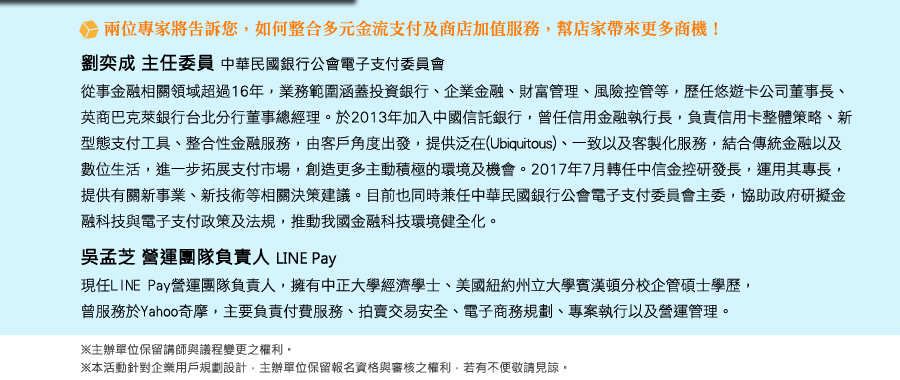 兩位專家將告訴您，如何整合多元金流支付及商店加值服務，幫店家帶來更多商機！
劉奕成 主任委員 中華民國銀行公會電子支付委員會
從事金融相關領域超過16年，業務範圍涵蓋投資銀行、企業金融、財富管理、風險控管等，歷任悠遊卡公司董事長、
英商巴克萊銀行台北分行董事總經理。於2013年加入中國信託銀行，曾任信用金融執行長，負責信用卡整體策略、新
型態支付工具、整合性金融服務，由客戶角度出發，提供泛在(Ubiquitous)、一致以及客製化服務，結合傳統金融以及
數位生活，進一步拓展支付市場，創造更多主動積極的環境及機會。2017年7月轉任中信金控研發長，運用其專長，
提供有關新事業、新技術等相關決策建議。目前也同時兼任中華民國銀行公會電子支付委員會主委，協助政府研擬金
融科技與電子支付政策及法規，推動我國金融科技環境健全化。
吳孟芝 營運團隊負責人 LINE Pay
現任LINE Pay營運團隊負責人，擁有中正大學經濟學士、美國紐約州立大學賓漢頓分校企管碩士學歷，
曾服務於Yahoo奇摩，主要負責付費服務、拍賣交易安全、電子商務規劃、專案執行以及營運管理。
※主辦單位保留講師與議程變更之權利。
※本活動針對企業用戶規劃設計，主辦單位保留報名資格與審核之權利，若有不便敬請見諒。